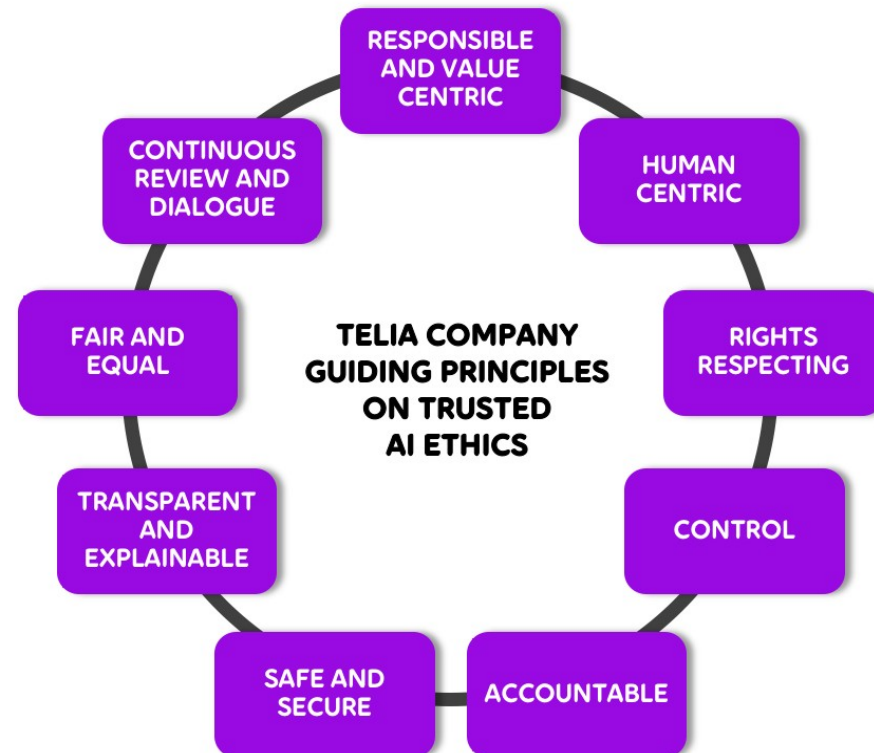 RESPONSIBLE
AND VALUE
CENTRIC
HUMAN
CENTRIC
RIGHTS
RESPECTING
CONTROL
ACCOUNTABLE
SAFE AND
SECURE
TRANSPARENT
AND
EXPLAINABLE
FAIR AND
EQUAL
CONTINUOUS
REVIEW AND
DIALOGUE
TELIA COMPANY
GUIDING PRINCIPLES
ON TRUSTED
AI ETHICS